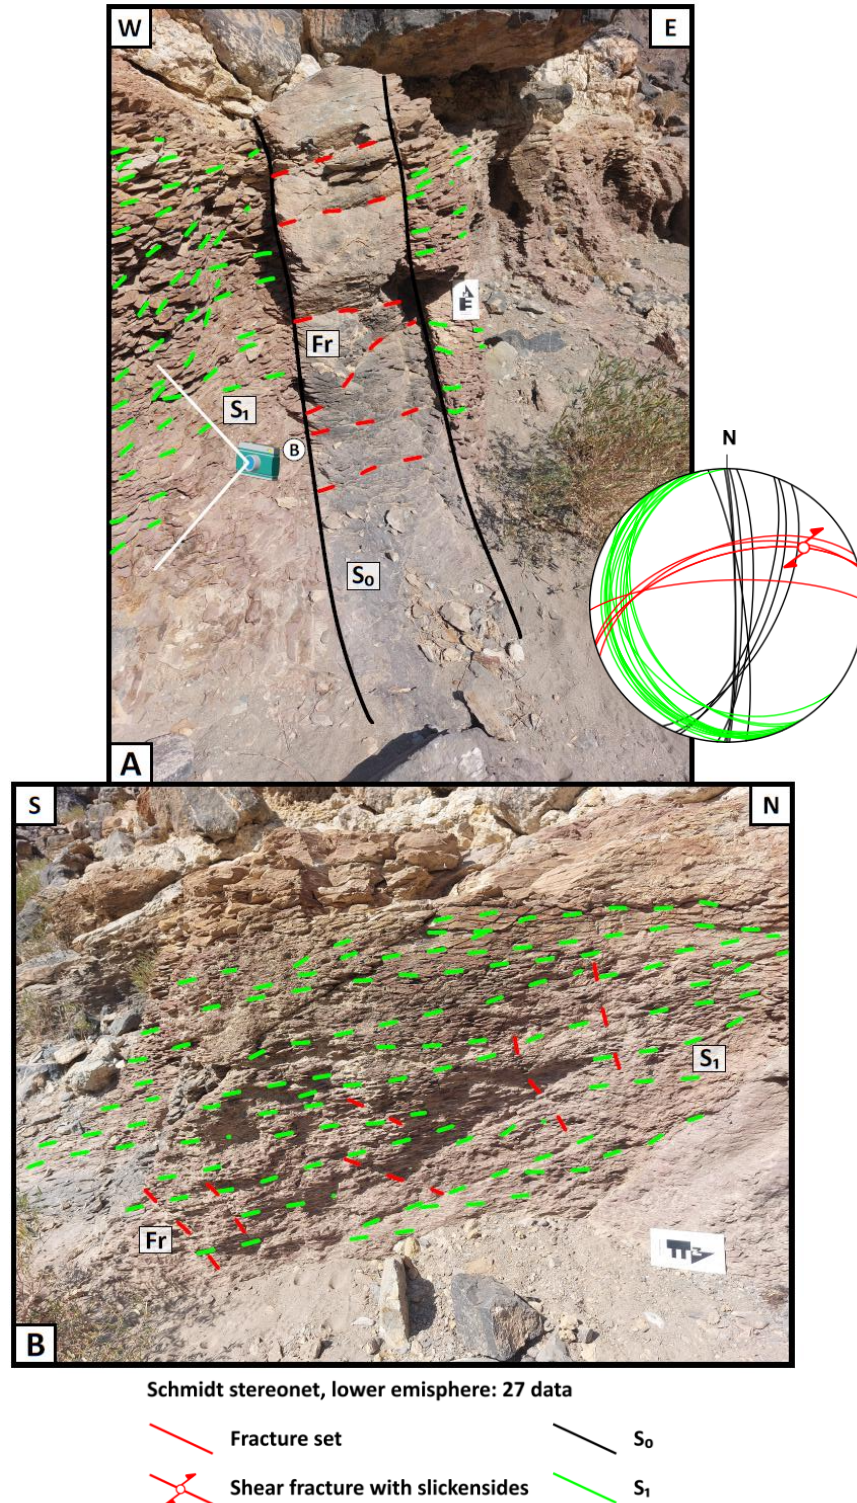 W
E
Fr
S₁
B
S₀
N
A
S
N
S₁
Fr
B
Schmidt stereonet, lower emisphere: 27 data
Fracture set
S₀
Shear fracture with slickensides
S₁